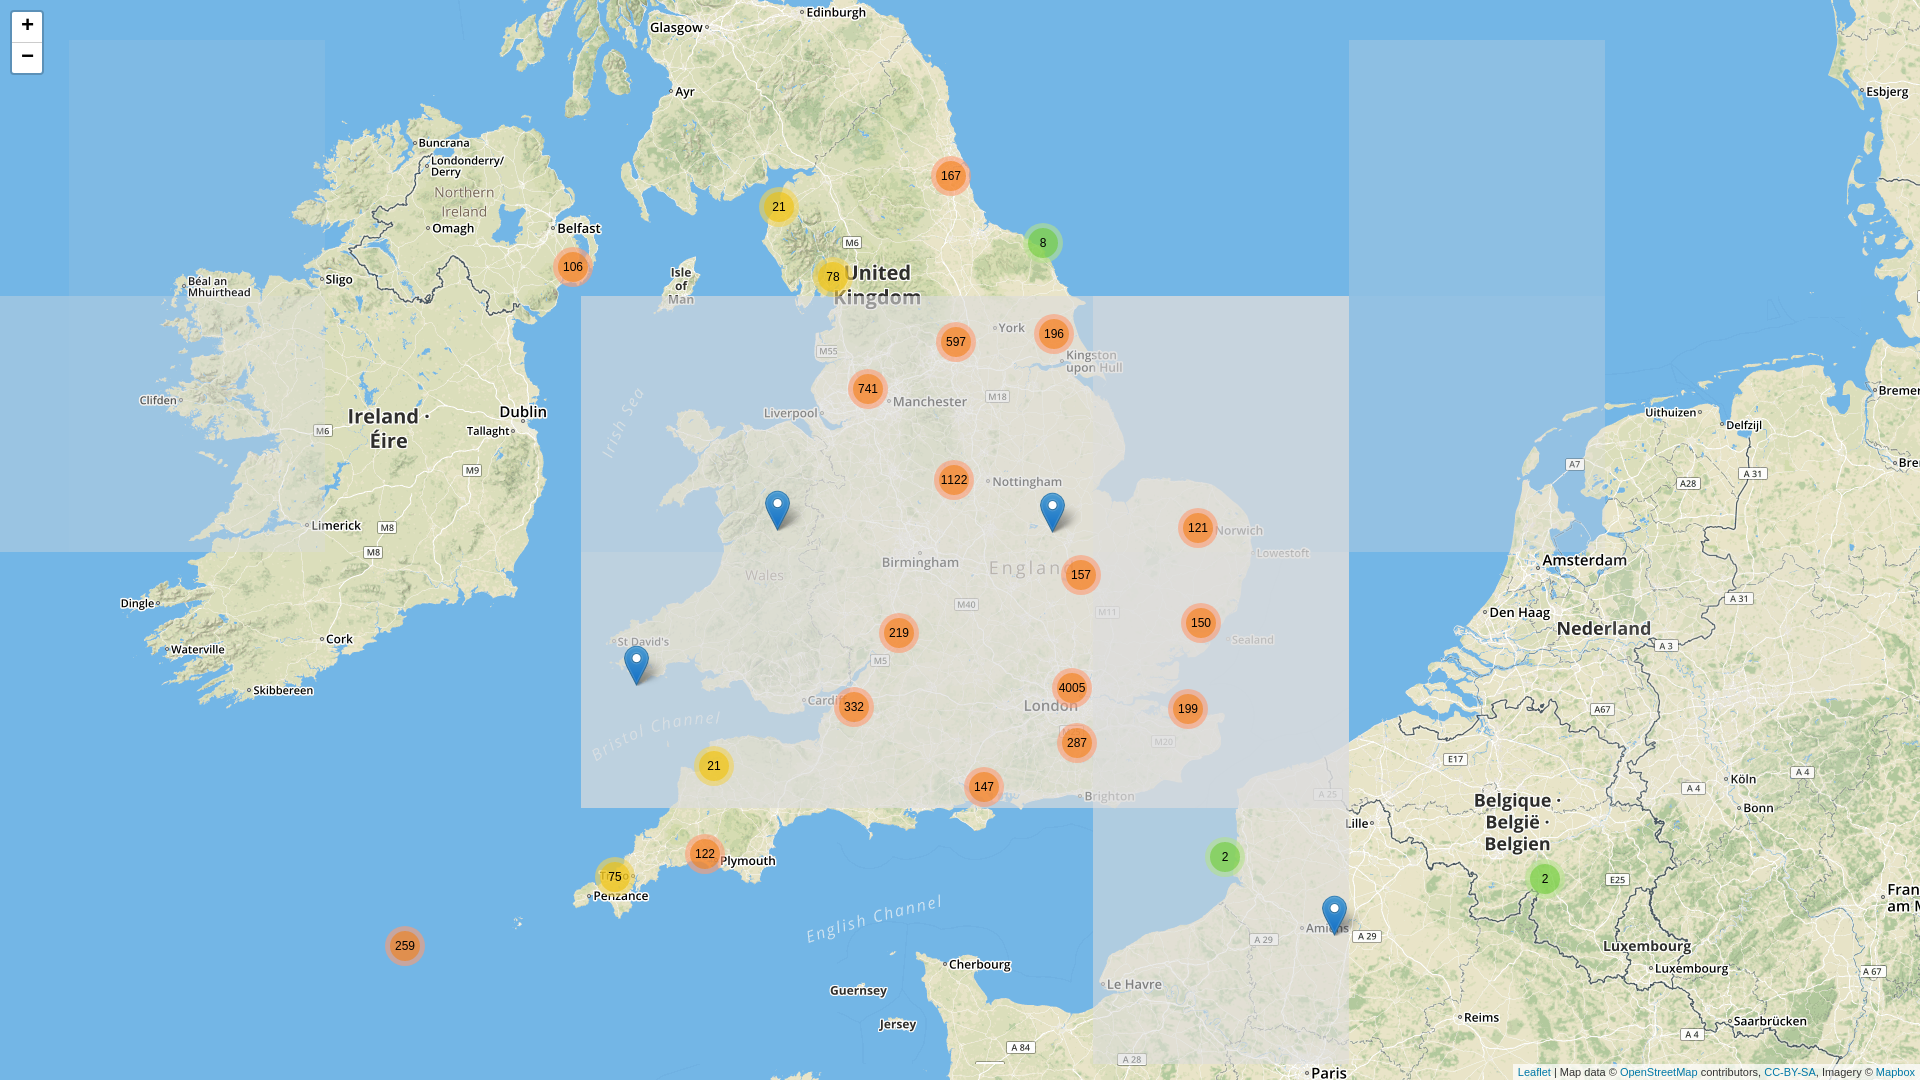 +
−
Edinburgh
Glasgow
Ayr
Esbjerg
Buncrana
Londonderry/
Derry
167
Northern
Ireland
21
Omagh
Belfast
M6
8
106
Isle
of
Man
78
United
Kingdom
Sligo
Béal an
Mhuirthead
597
York
196
M55
Kingston
upon Hull
741
Manchester
M18
Clifden
Liverpool
Irish Sea
Ireland ·
Éire
Dublin
Tallaght
M6
M9
Uithuizen
Delfzijl
A7
A 31
A28
1122
Nottingham
Limerick
M8
M8
121
Norwich
Lowestoft
Birmingham
Wales
157
Amsterdam
Dingle
M40
M11
A 31
Den Haag
Nederland
Cork
Waterville
219
150
Sealand
St David's
M5
A 3
Skibbereen
4005
London
Cardiff
332
199
A67
Bristol Channel
287
M20
E17
21
A 4
Köln
A 4
Bonn
147
Brighton
A 25
Belgique ·
België ·
Belgien
Lille
122
Plymouth
2
75
Penzance
2
E25
English Channel
259
Amiens
A 29
A 29
Luxembourg
Luxembourg
A 67
Cherbourg
Guernsey
Le Havre
Jersey
Reims
Saarbrücken
A 84
A 28
A 4
Paris
Leaflet | Map data © OpenStreetMap contributors, CC-BY-SA, Imagery © Mapbox